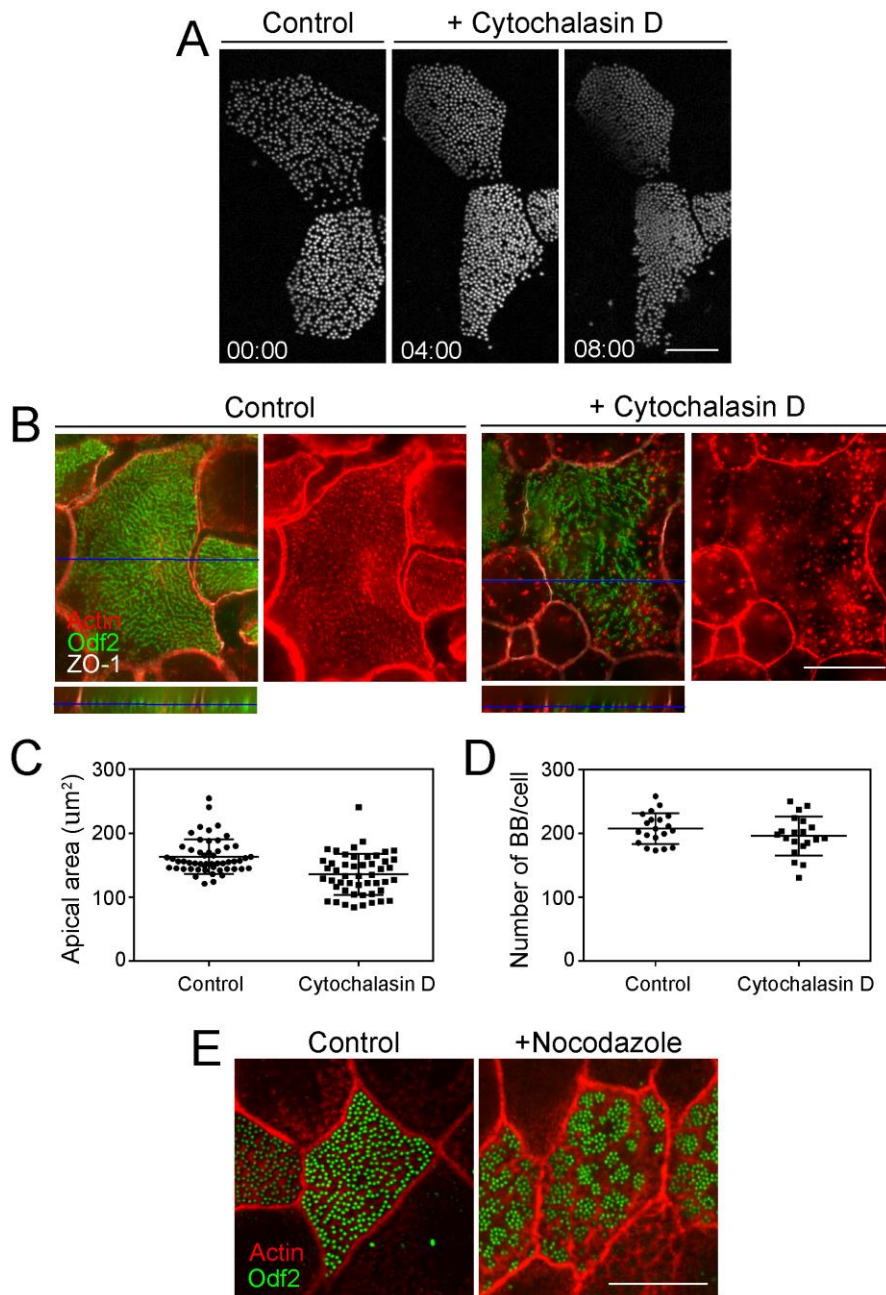 A
Control
+ Cytochalasin D
00:00
04:00
08:00
B
Control
+ Cytochalasin D
Actin
Odf2
ZO-1
C
Apical area (um²)
300
200
100
0
Control
Cytochalasin D
D
Number of BB/cell
300
200
100
0
Control
Cytochalasin D
E
Control
+Nocodazole
Actin
Odf2